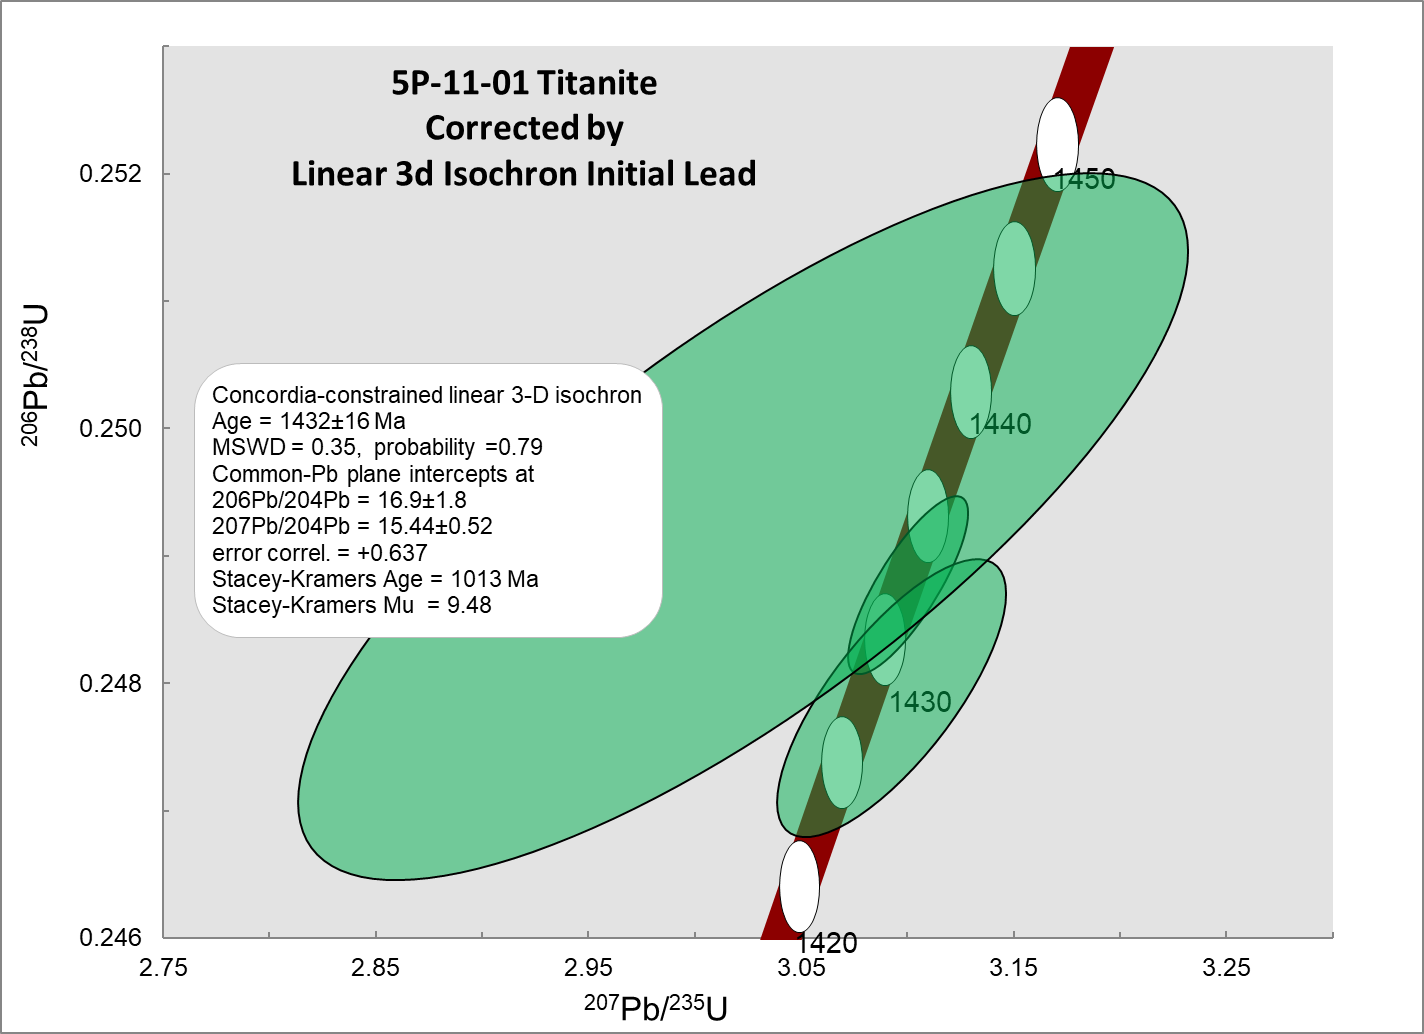 5P-11-01 Titanite
Corrected by
Linear 3d Isochron Initial Lead
0.252
0.250
0.248
0.246
206Pb/238U
Concordia-constrained linear 3-D isochron
Age = 1432±16 Ma
MSWD = 0.35, probability =0.79
Common-Pb plane intercepts at
206Pb/204Pb = 16.9±1.8
207Pb/204Pb = 15.44±0.52
error correl. = +0.637
Stacey-Kramers Age = 1013 Ma
Stacey-Kramers Mu = 9.48
1450
1440
1430
1420
2.75 2.85 2.95 3.05 3.15 3.25
207Pb/235U